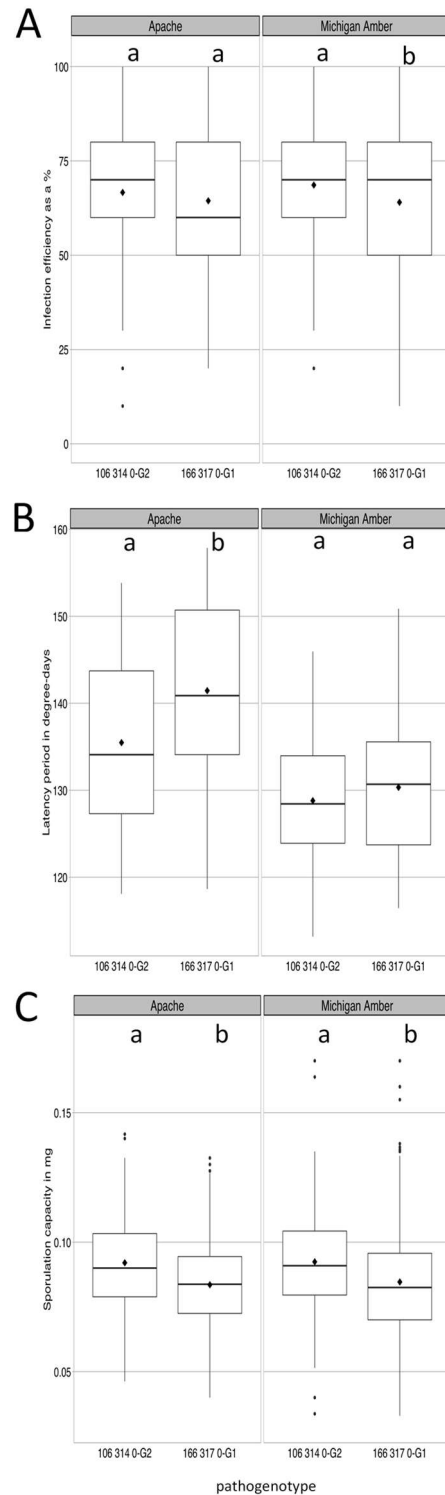 A
Apache Michigan Amber
a a a b
100
75
50
25
0
Infection efficiency as a %
106 314 0-G2 166 317 0-G1 106 314 0-G2 166 317 0-G1
B
Apache Michigan Amber
a b a a
160
150
140
130
120
Latency period in degree-days
106 314 0-G2 166 317 0-G1 106 314 0-G2 166 317 0-G1
C
Apache Michigan Amber
a b a b
0.15
0.10
0.05
Sporulation capacity in mg
106 314 0-G2 166 317 0-G1 106 314 0-G2 166 317 0-G1
pathogenotype